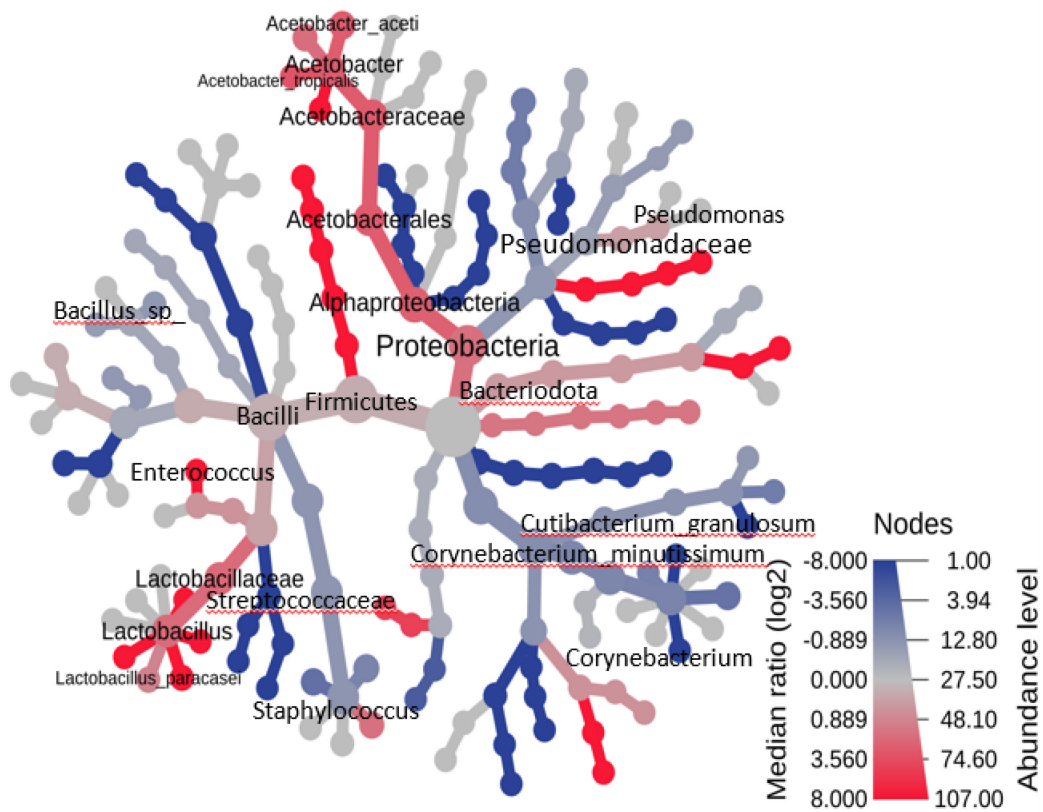 Acetobacter_aceti
Acetobacter
Acetobacter_tropicalis
Acetobacteraceae
Acetobacterales
Pseudomonas
Pseudomonadaceae
Alphaproteobacteria
Bacillus_sp_
Proteobacteria
Bacteriodota
Firmicutes
Bacilli
Enterococcus
Cutibacterium_granulosum
Corynebacterium_minutissimum
Lactobacillaceae
Streptococcaceae
Lactobacillus
Corynebacterium
Lactobacillus_paracasei
Staphylococcus
Nodes
Median ratio (log2)
Abundance level
-8.000 1.00
-3.560 3.94
-0.889 12.80
0.000 27.50
0.889 48.10
3.560 74.60
8.000 107.00